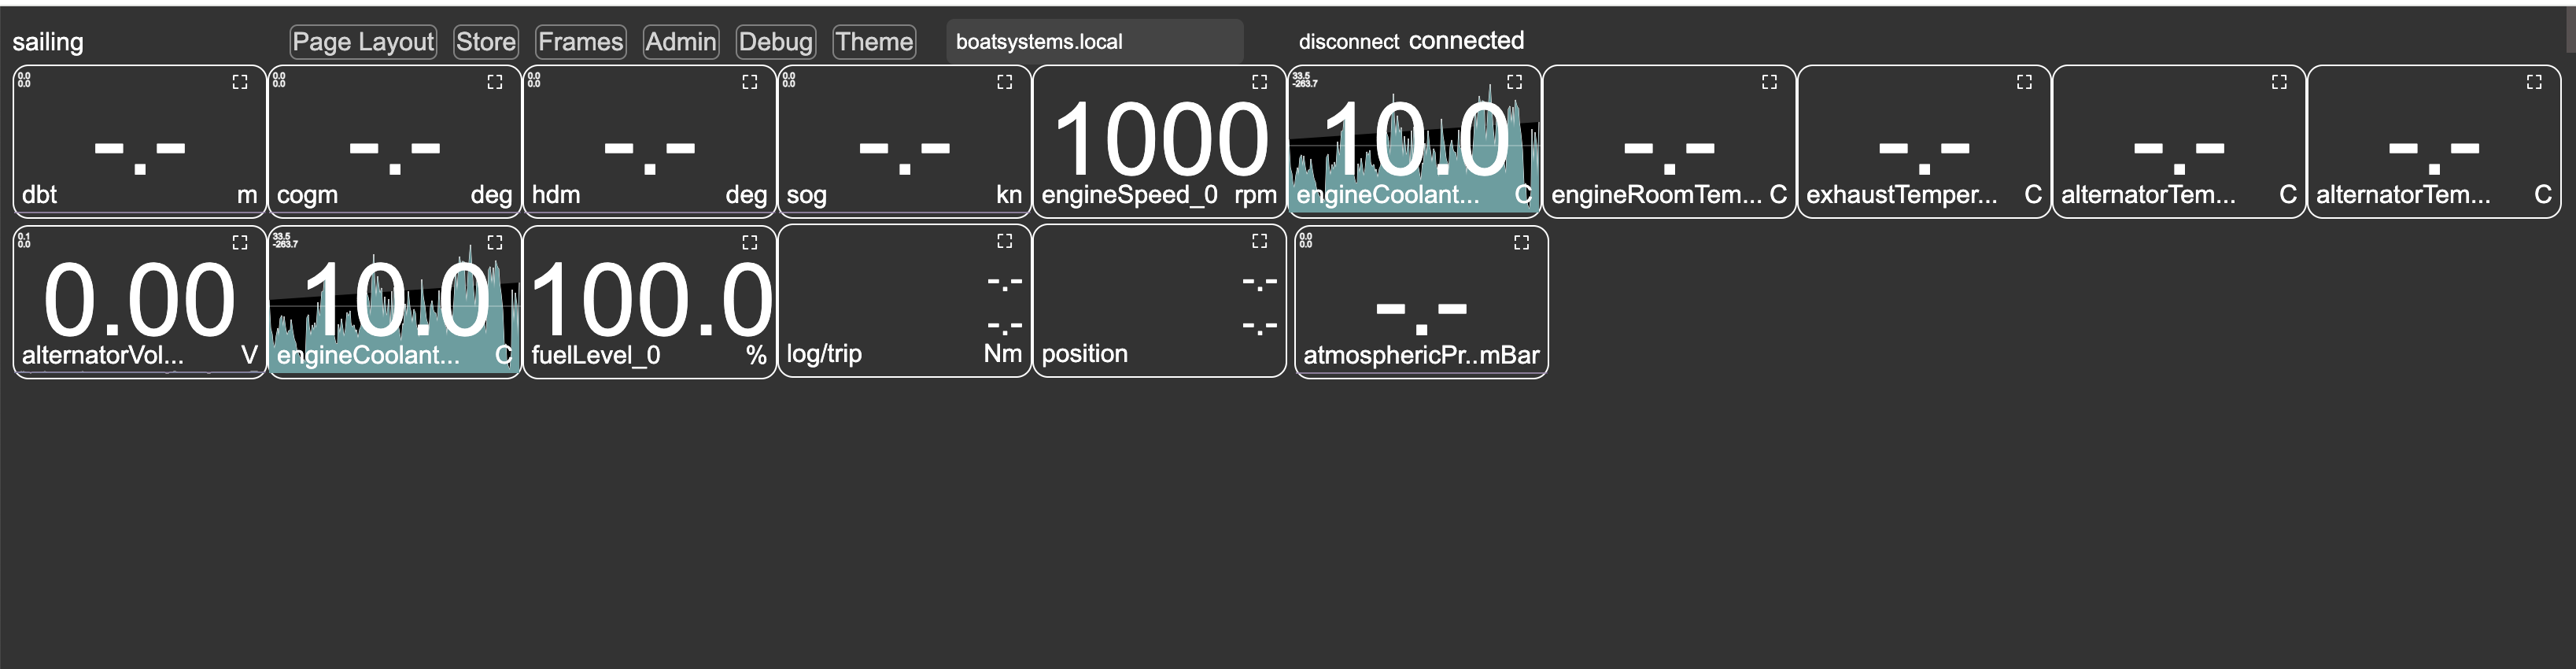 sailing Page Layout Store Frames Admin Debug Theme boatsystems.local disconnect connected
0.0
0.0
-.-
dbt m
0.0
0.0
-.-
cogm deg
0.0
0.0
-.-
hdm deg
0.0
0.0
-.-
sog kn
1000
engineSpeed_0 rpm
33.5
-263.7
10.0
engineCoolant... C
-.-
engineRoomTem... C
-.-
exhaustTemper... C
-.-
alternatorTem... C
-.-
alternatorTem... C
0.1
0.0
0.00
alternatorVol... V
33.5
-263.7
10.0
engineCoolant... C
100.0
fuelLevel_0 %
-.-
-.-
log/trip Nm
-.-
-.-
position
0.0
0.0
-.-
atmosphericPr..mBar